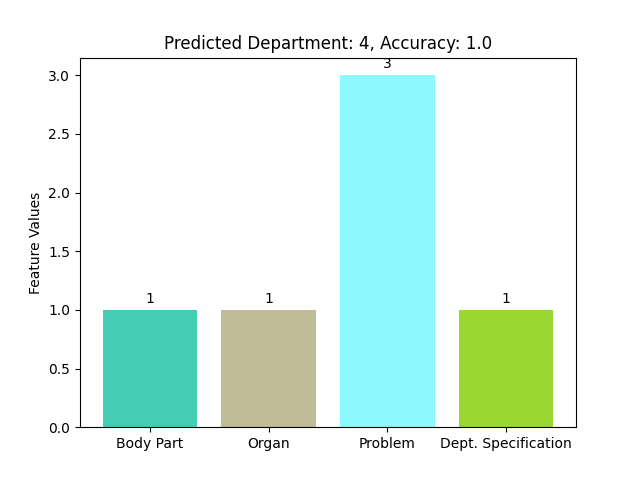 Predicted Department: 4, Accuracy: 1.0
3
3.0
2.5
2.0
1.5
1.0
0.5
0.0
Feature Values
1
1
1
Body Part
Organ
Problem
Dept. Specification